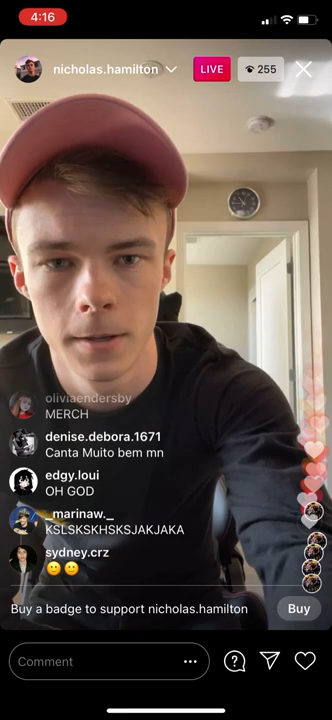 4:16
nicholas.hamilton
LIVE
255
oliviaendersby
MERCH
denise.debora.1671
Canta Muito bem mn
edgy.loui
OH GOD
_marinaw._
KSLSKSKHSKSJAKJAKA
sydney.crz
Buy a badge to support nicholas.hamilton
Buy
Comment